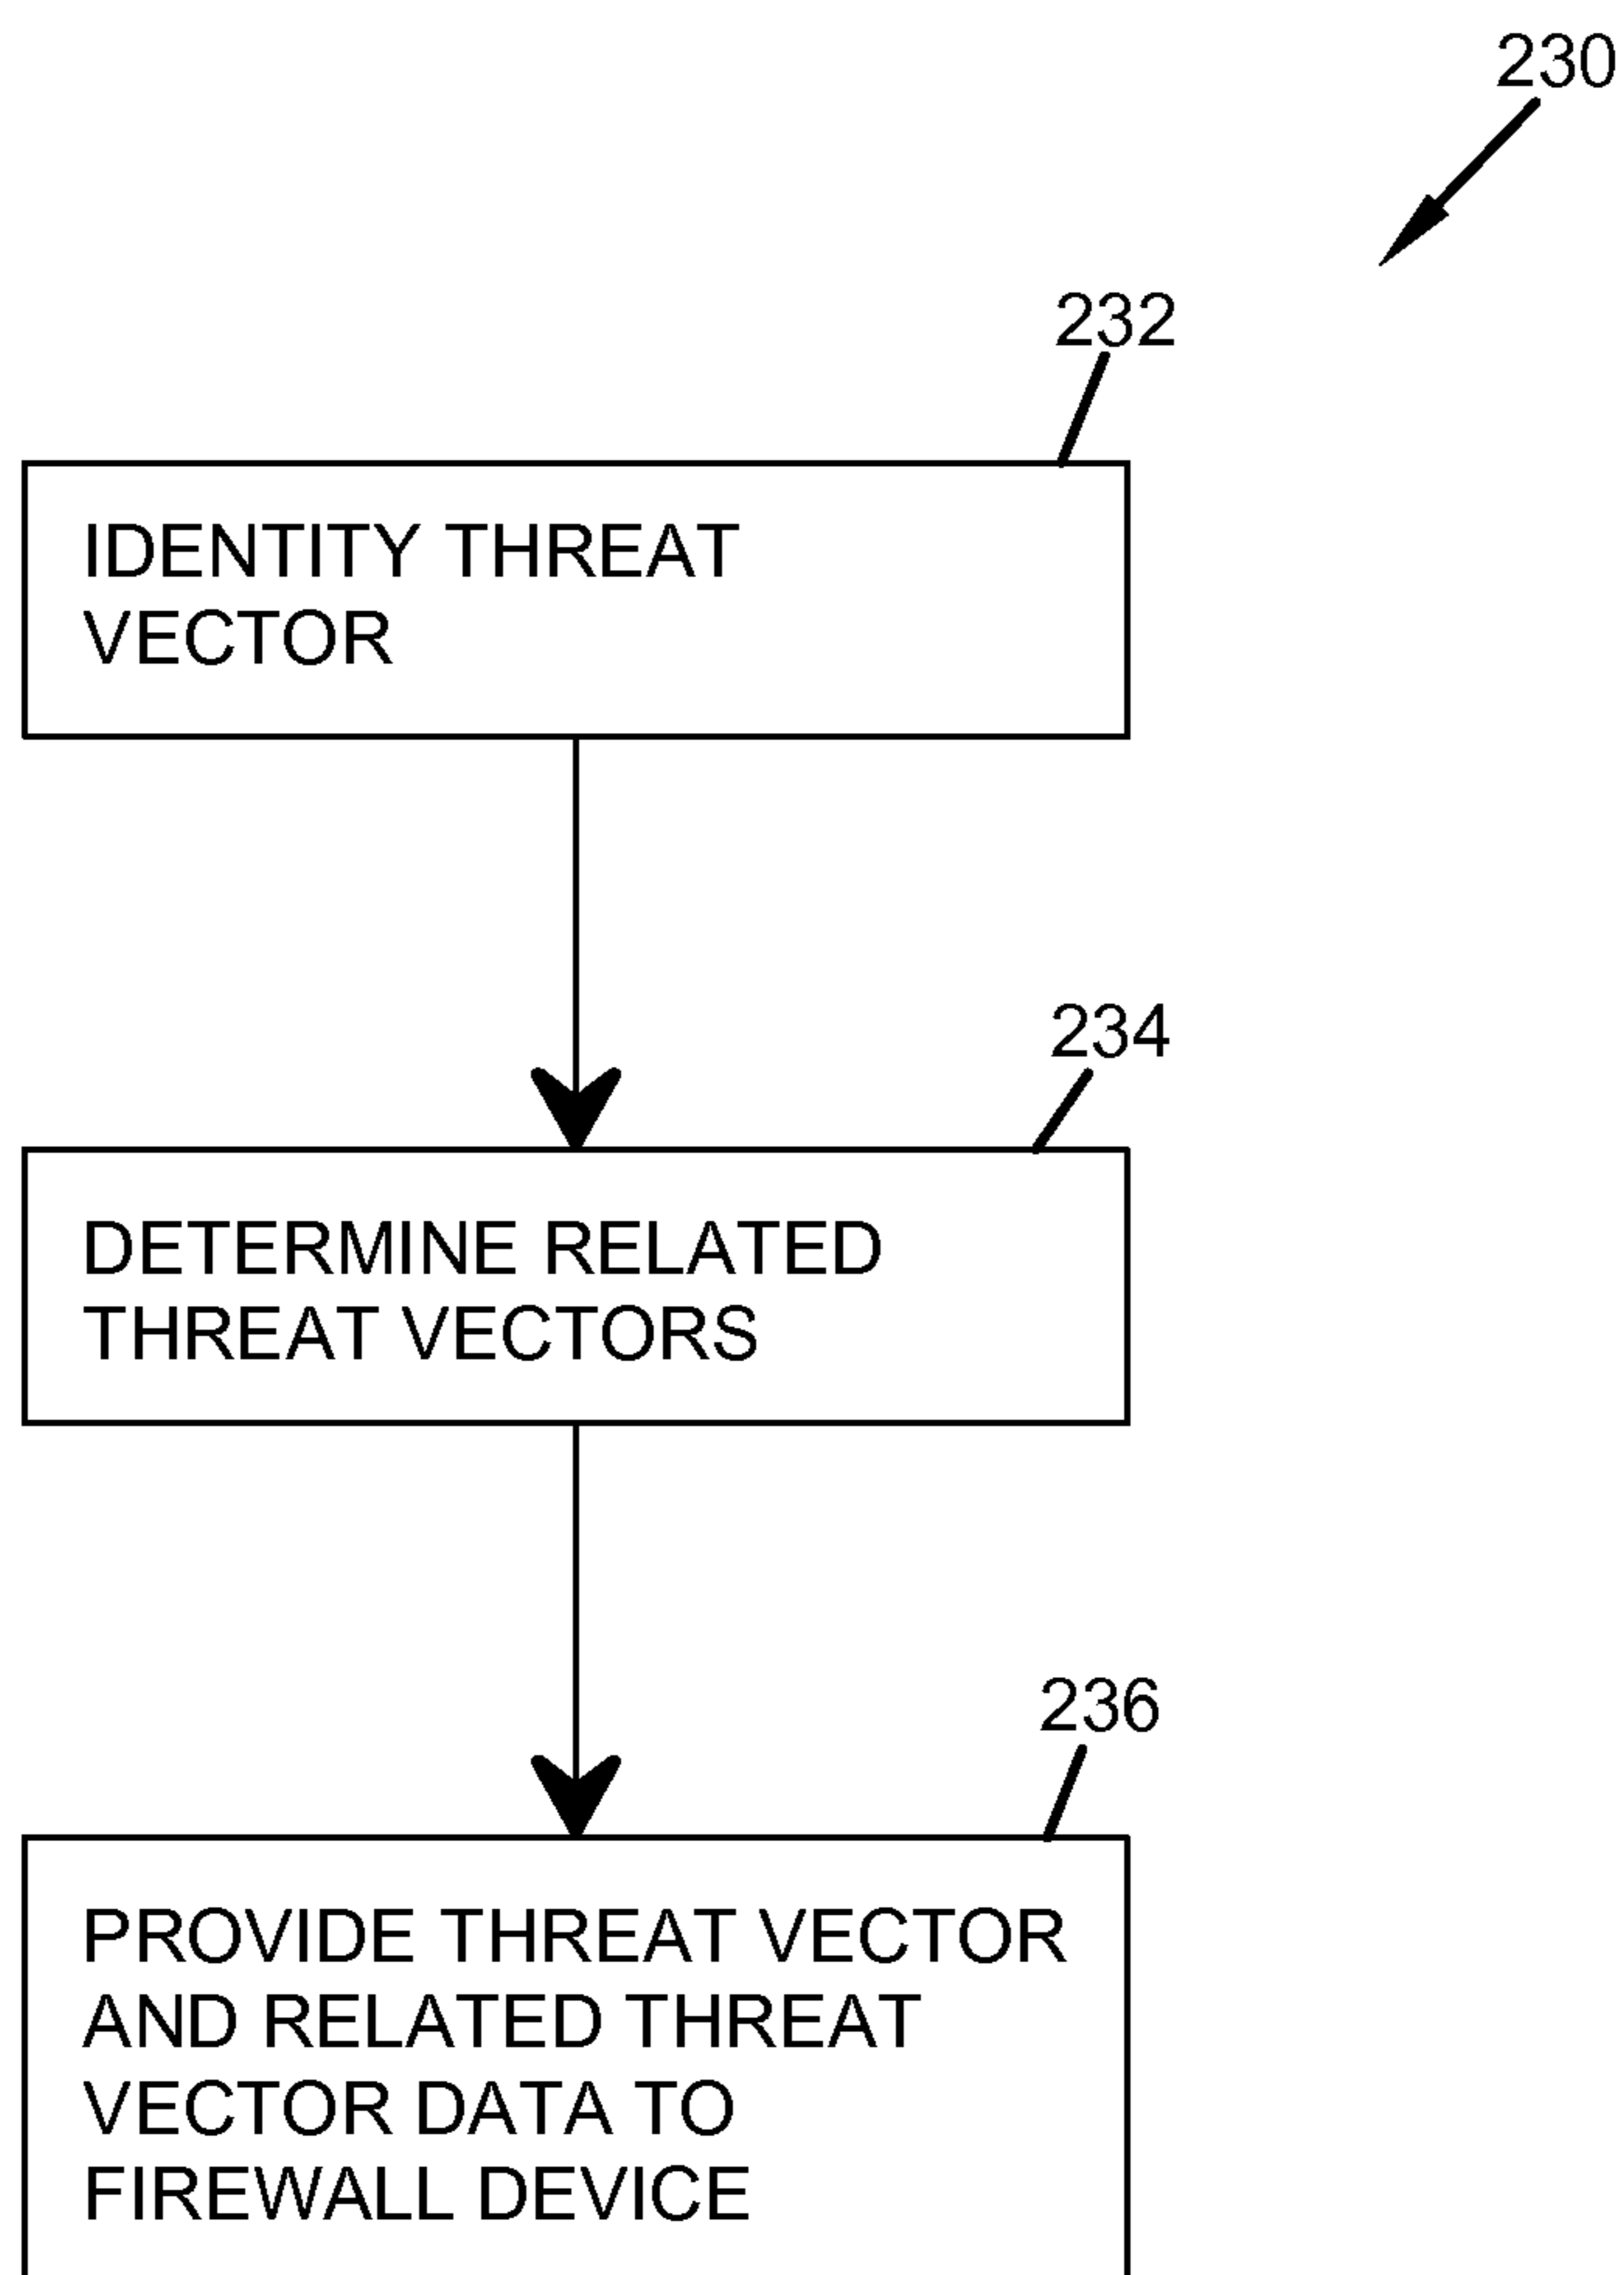 230
232
IDENTITY THREAT
VECTOR
234
DETERMINE RELATED
THREAT VECTORS
236
PROVIDE THREAT VECTOR
AND RELATED THREAT
VECTOR DATA TO
FIREWALL DEVICE